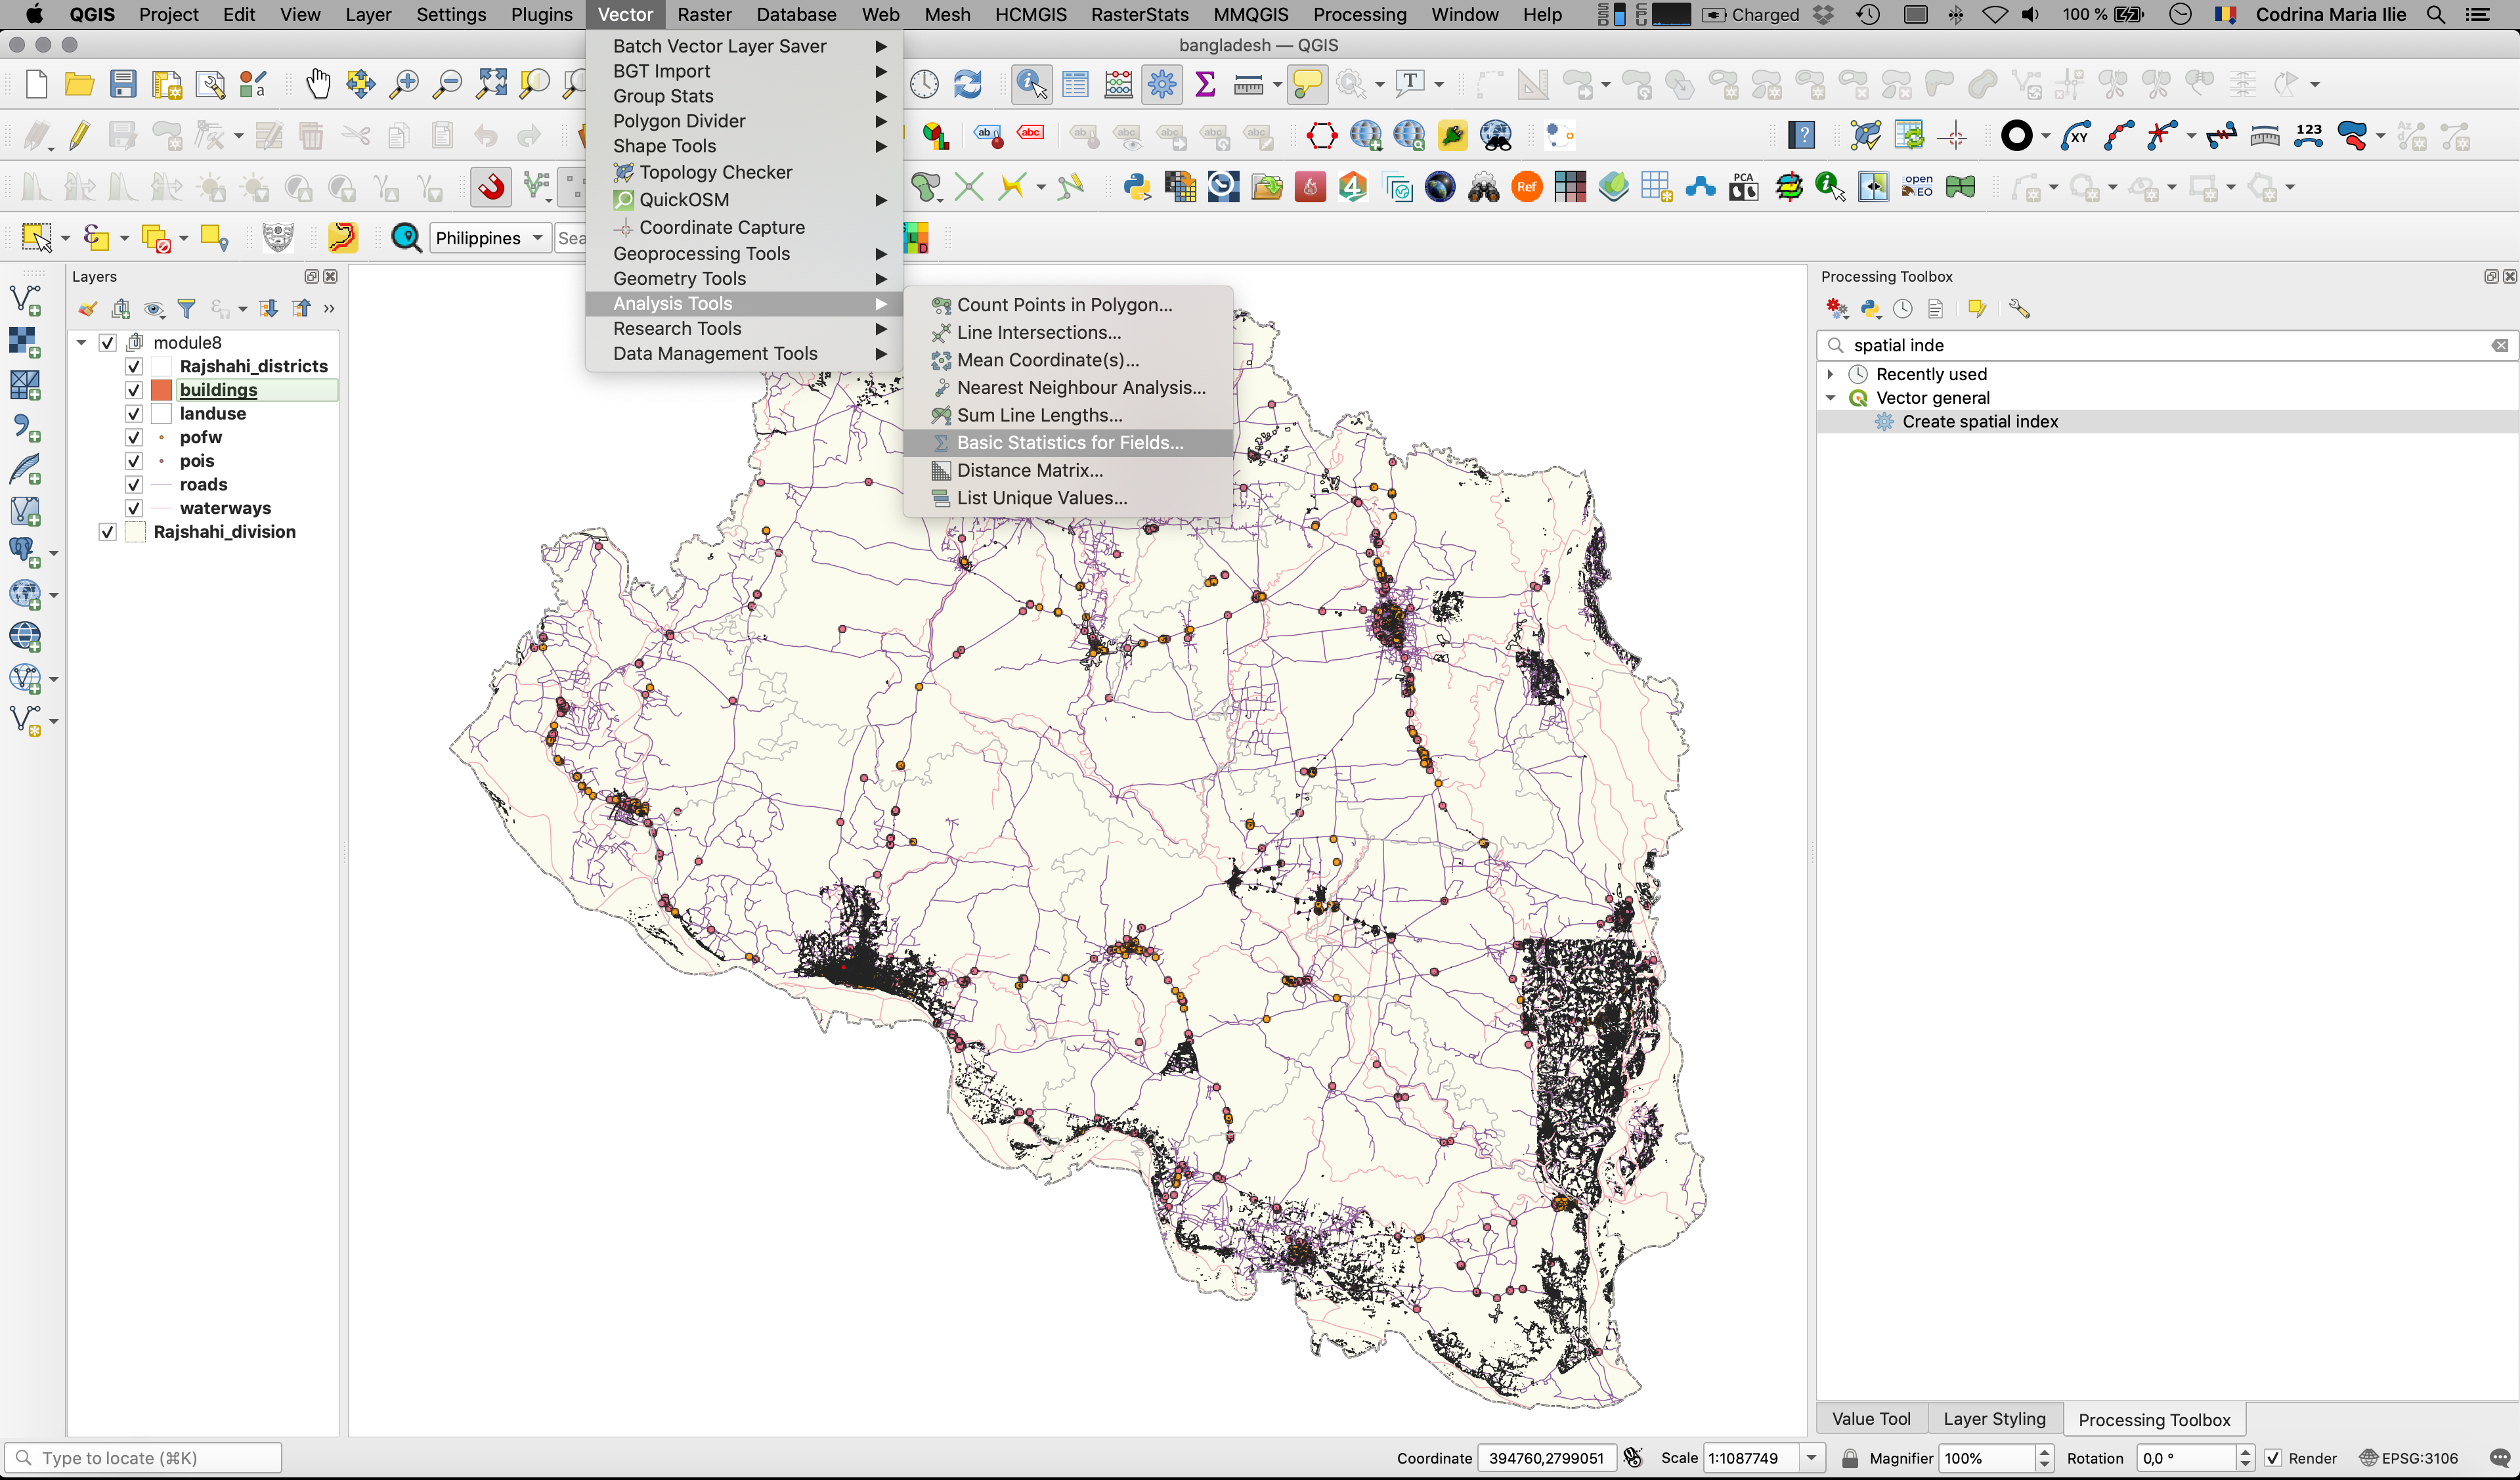 QGIS Project Edit View Layer Settings Plugins Vector Raster Database Web Mesh HCMGIS RasterStats MMQGIS Processing Window Help Charged 100 % Codrina Maria Ilie
bangladesh — QGIS
Batch Vector Layer Saver
BGT Import
Group Stats
Polygon Divider
Shape Tools
Topology Checker
QuickOSM
Coordinate Capture
Geoprocessing Tools
Geometry Tools
Analysis Tools
Research Tools
Data Management Tools
Count Points in Polygon...
Line Intersections...
Mean Coordinate(s)...
Nearest Neighbour Analysis...
Sum Line Lengths...
Basic Statistics for Fields...
Distance Matrix...
List Unique Values...
XY 123
Ref PCA open EO
Philippines Sea
Layers
module8
Rajshahi_districts
buildings
landuse
pofw
pois
roads
waterways
Rajshahi_division
Processing Toolbox
spatial inde
Recently used
Vector general
Create spatial index
Value Tool Layer Styling Processing Toolbox
Type to locate (⌘K)
Coordinate 394760,2799051 Scale 1:1087749 Magnifier 100% Rotation 0,0 ° Render EPSG:3106